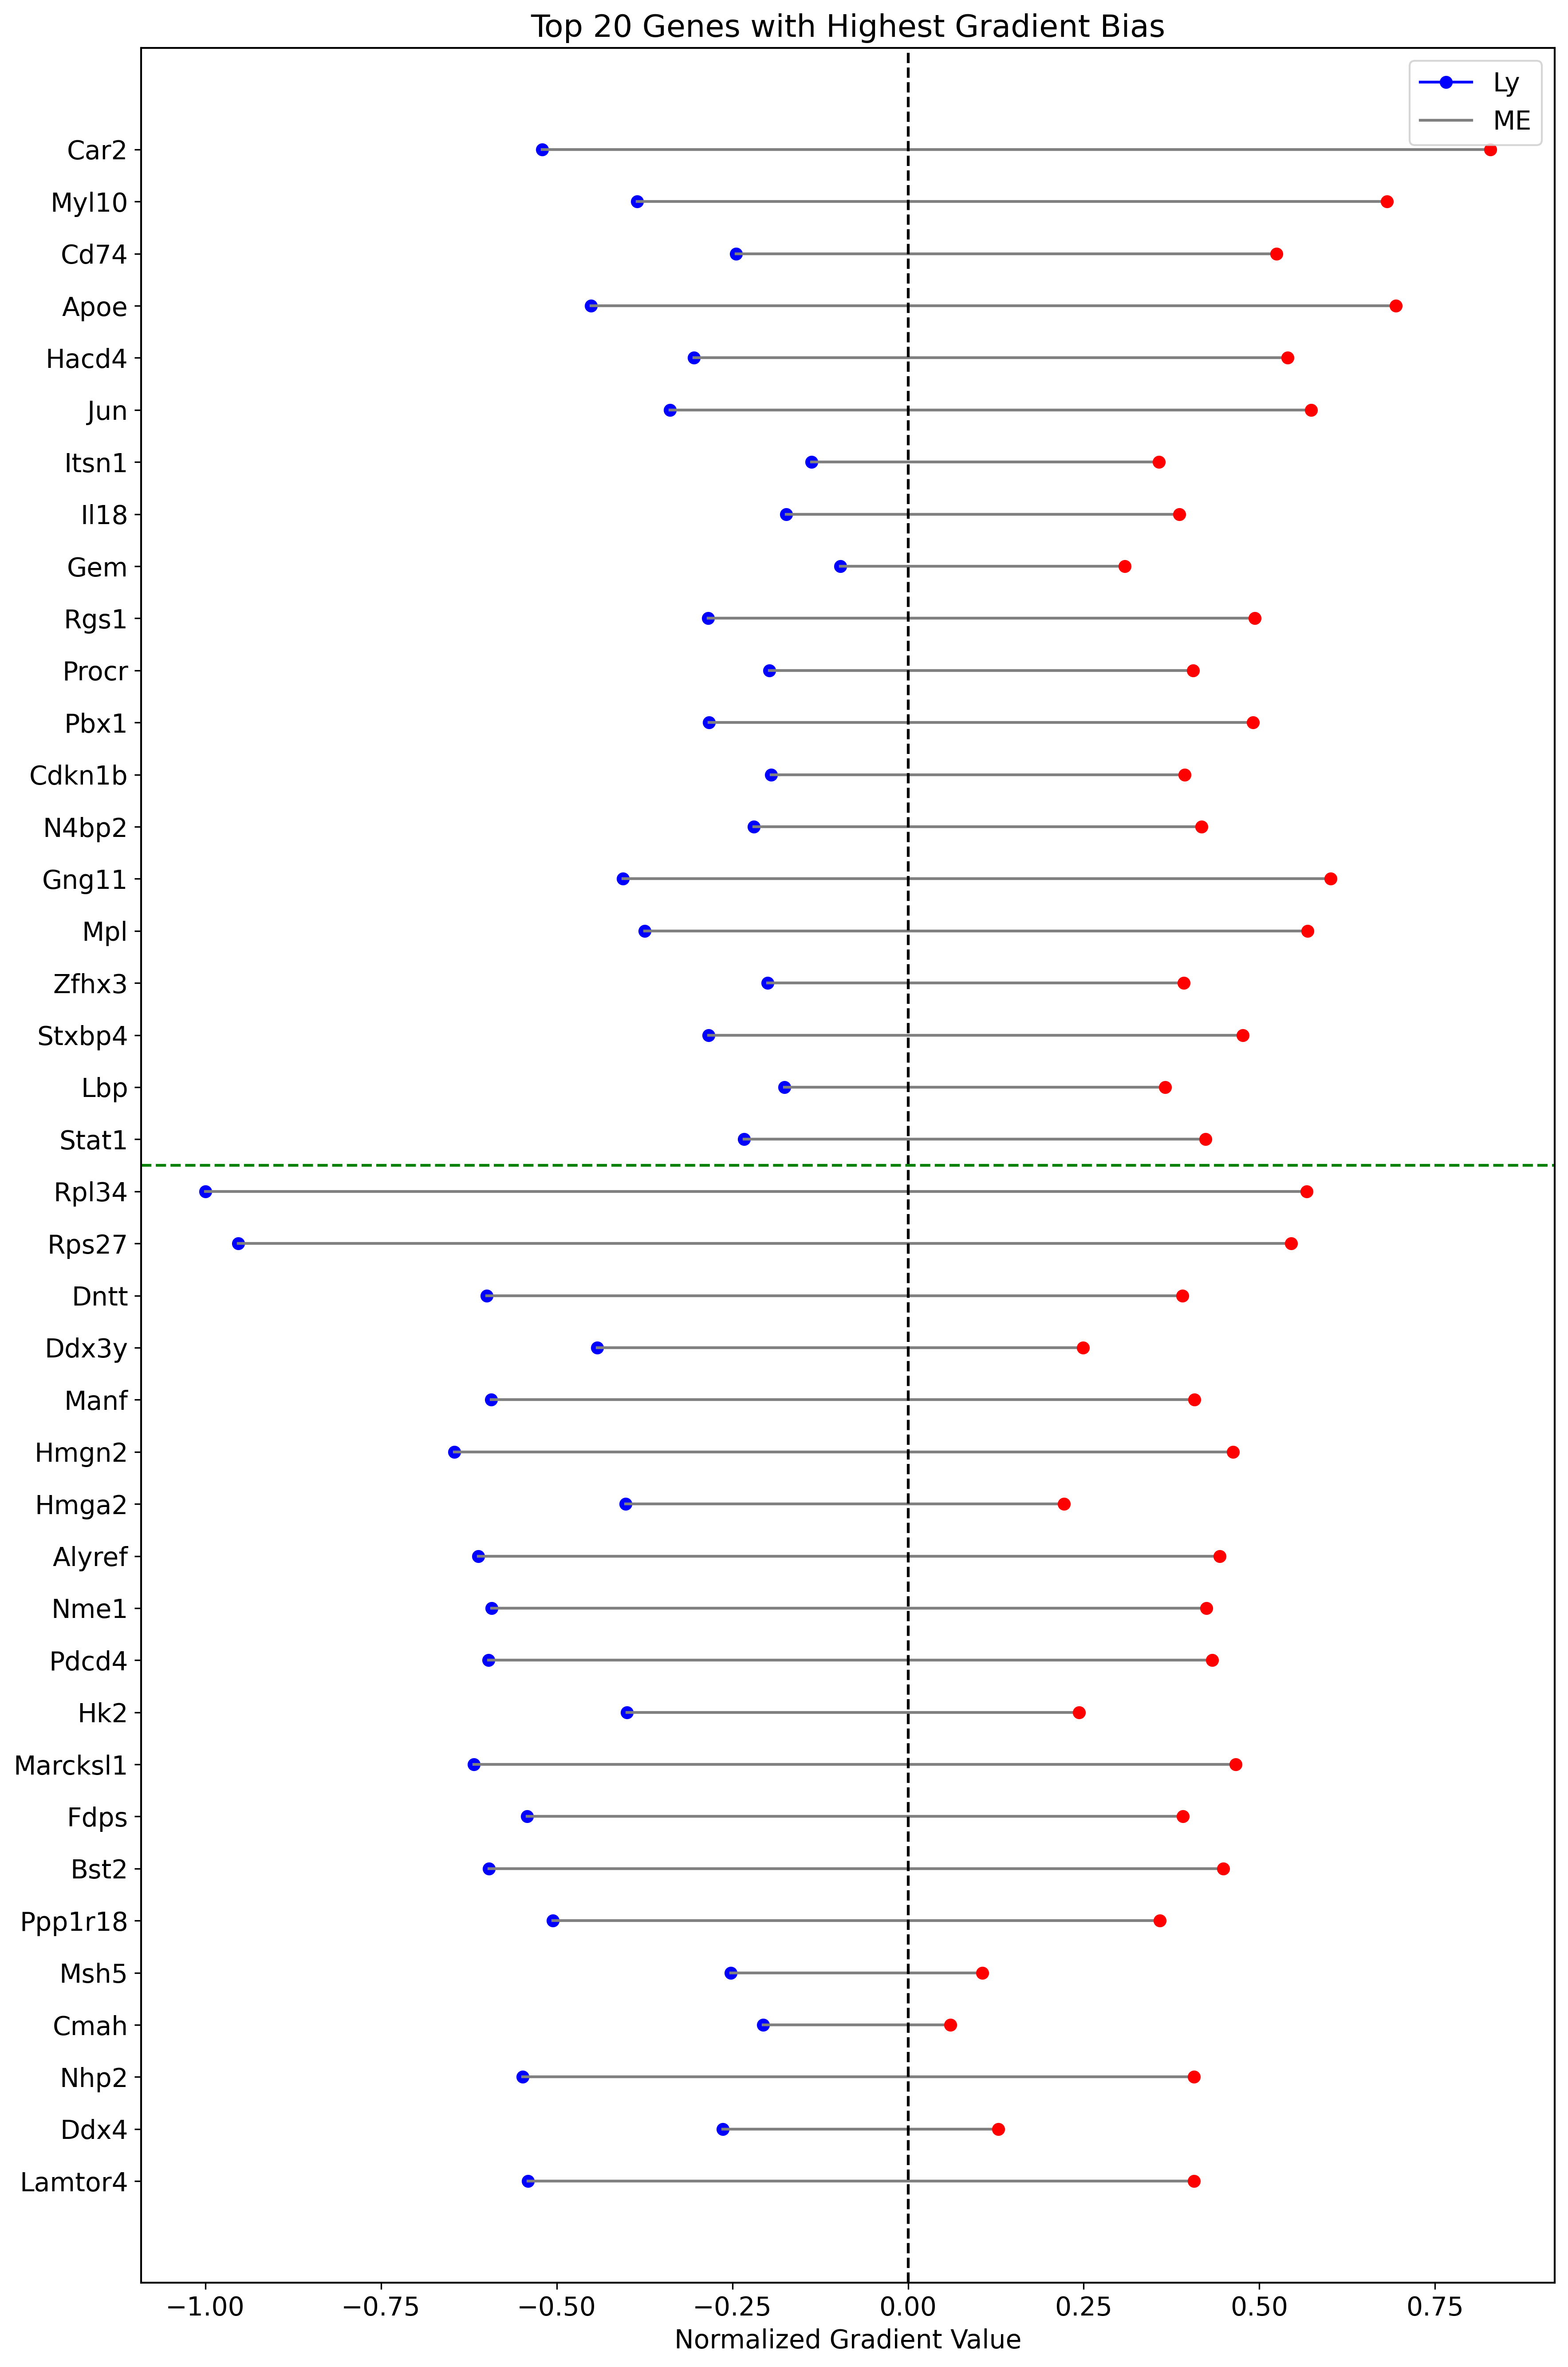 Top 20 Genes with Highest Gradient Bias
Ly
ME
Car2
Myl10
Cd74
Apoe
Hacd4
Jun
Itsn1
Il18
Gem
Rgs1
Procr
Pbx1
Cdkn1b
N4bp2
Gng11
Mpl
Zfhx3
Stxbp4
Lbp
Stat1
Rpl34
Rps27
Dntt
Ddx3y
Manf
Hmgn2
Hmga2
Alyref
Nme1
Pdcd4
Hk2
Marcksl1
Fdps
Bst2
Ppp1r18
Msh5
Cmah
Nhp2
Ddx4
Lamtor4
−1.00 −0.75 −0.50 −0.25 0.00 0.25 0.50 0.75
Normalized Gradient Value